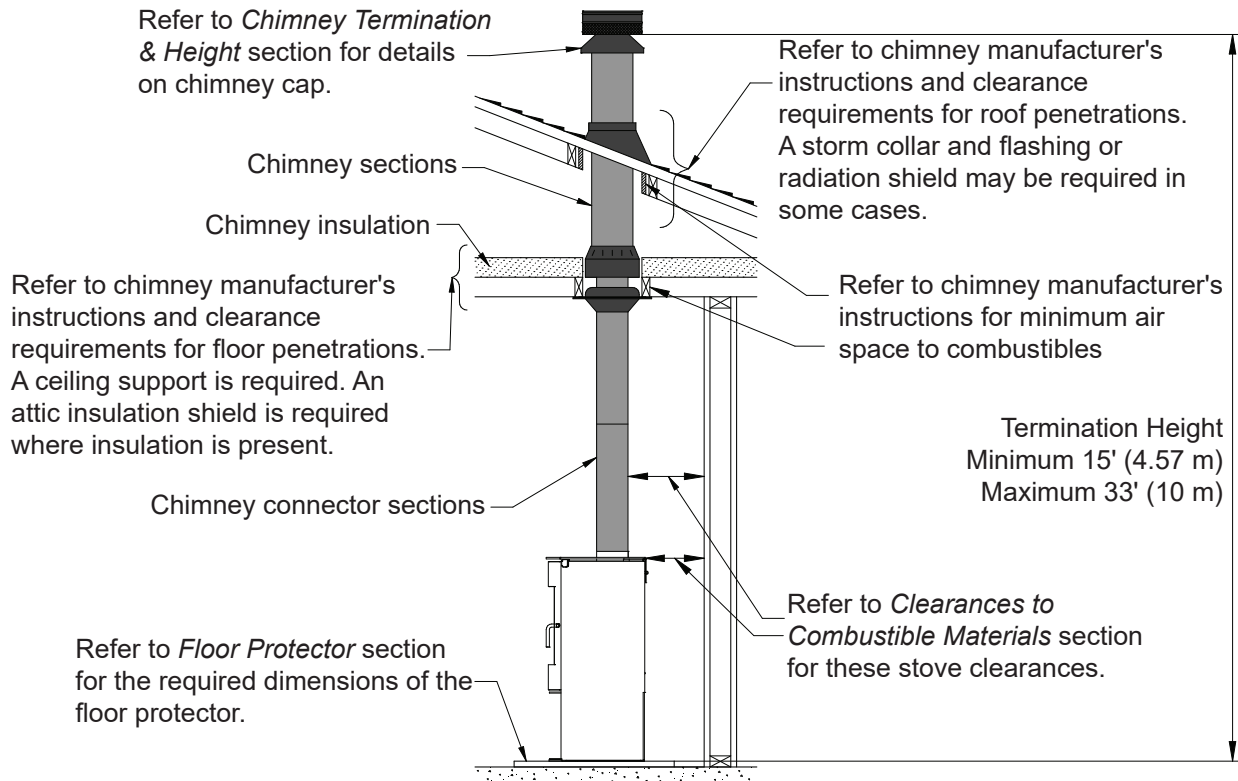 Refer to Chimney Termination
& Height section for details
on chimney cap.
Refer to chimney manufacturer's
instructions and clearance
requirements for roof penetrations.
A storm collar and flashing or
radiation shield may be required in
some cases.
Chimney sections
Chimney insulation
Refer to chimney manufacturer's
instructions and clearance
requirements for floor penetrations.
A ceiling support is required. An
attic insulation shield is required
where insulation is present.
Refer to chimney manufacturer's
instructions for minimum air
space to combustibles
Termination Height
Minimum 15' (4.57 m)
Maximum 33' (10 m)
Chimney connector sections
Refer to Clearances to
Combustible Materials section
for these stove clearances.
Refer to Floor Protector section
for the required dimensions of the
floor protector.